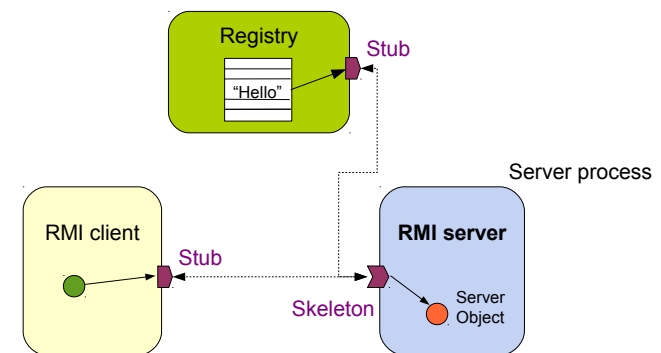 Registry
Stub
“Hello”
Server process
RMI client
RMI server
Stub
Skeleton
Server
Object